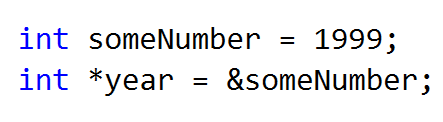 int someNumber = 1999;
int *year = &someNumber;